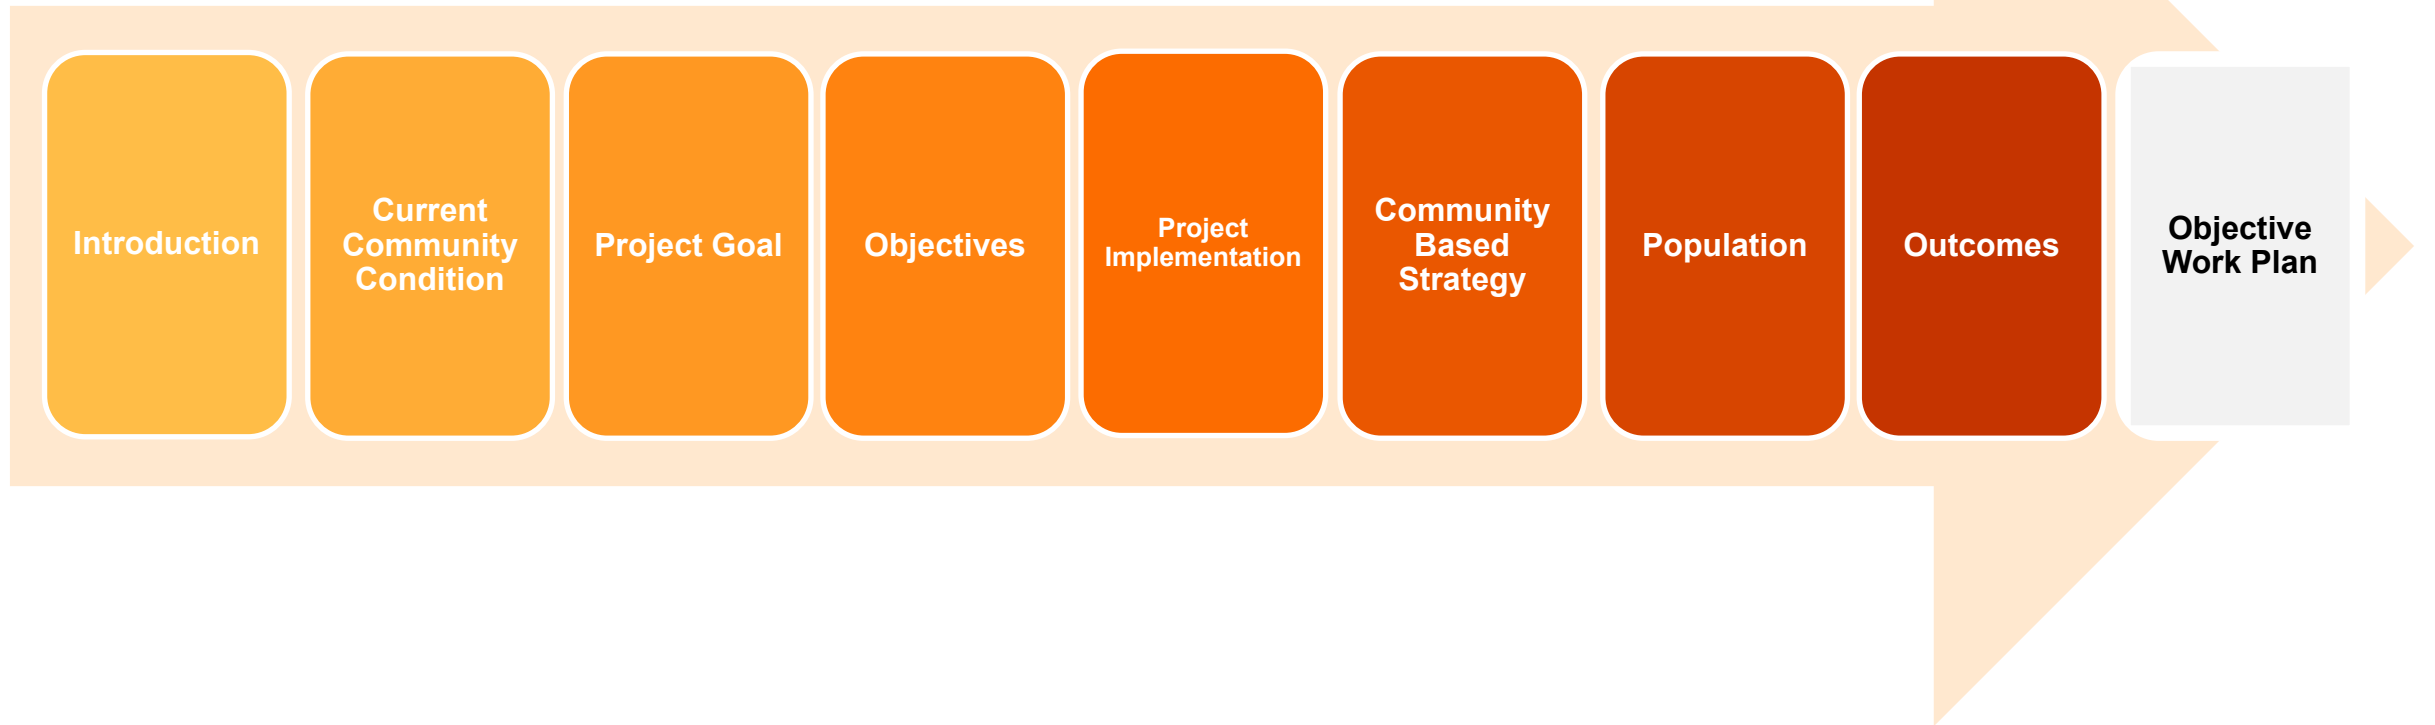 Introduction
Current
Community
Condition
Project Goal
Objectives
Project
Implementation
Community
Based
Strategy
Population
Outcomes
Objective
Work Plan